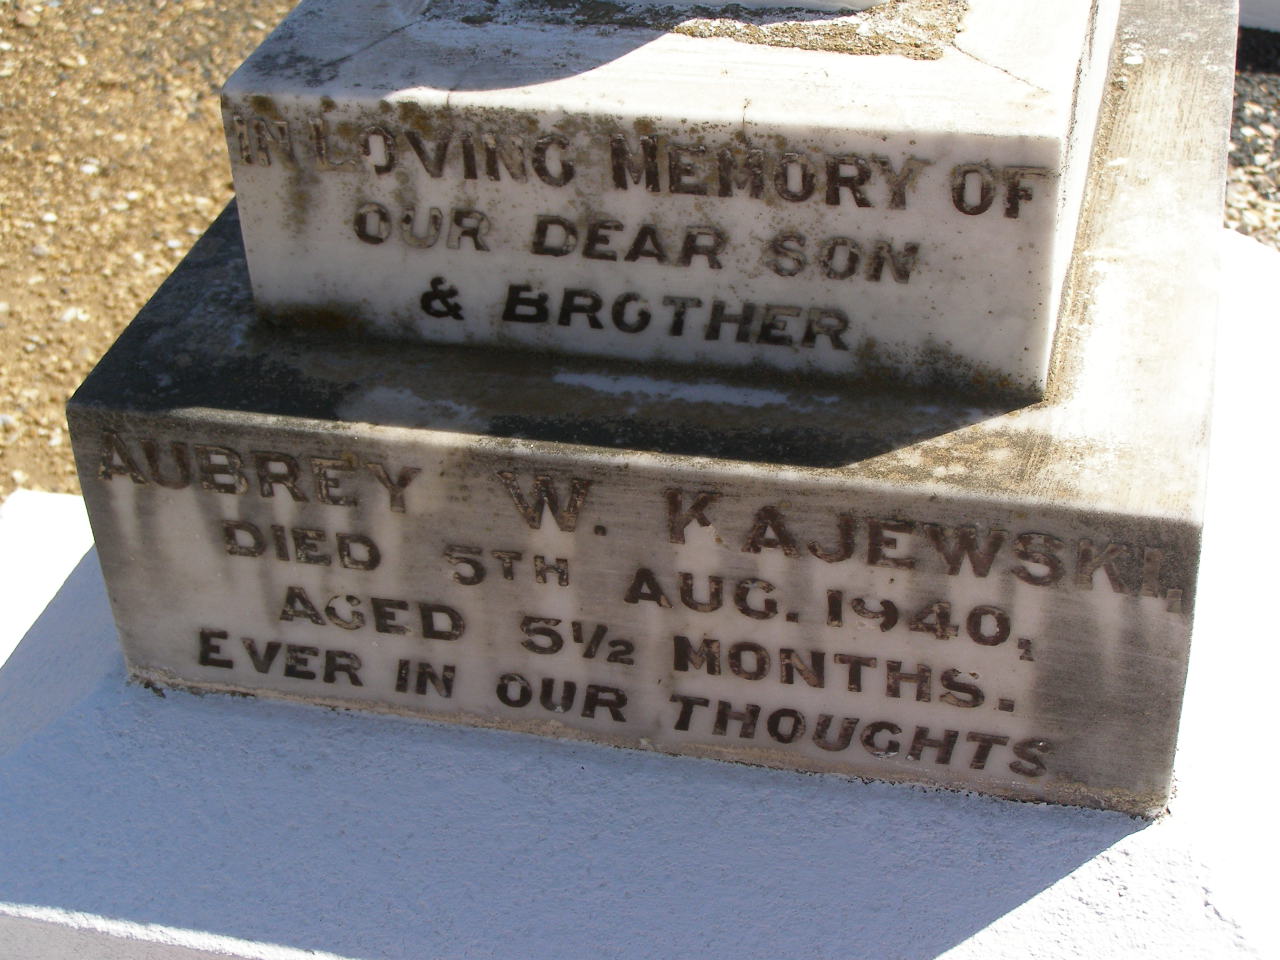 IN LOVING MEMORY OF
OUR DEAR SON
& BROTHER
AUBREY W. KAJEWSKI,
DIED 5TH AUG. 1940,
AGED 5½ MONTHS.
EVER IN OUR THOUGHTS